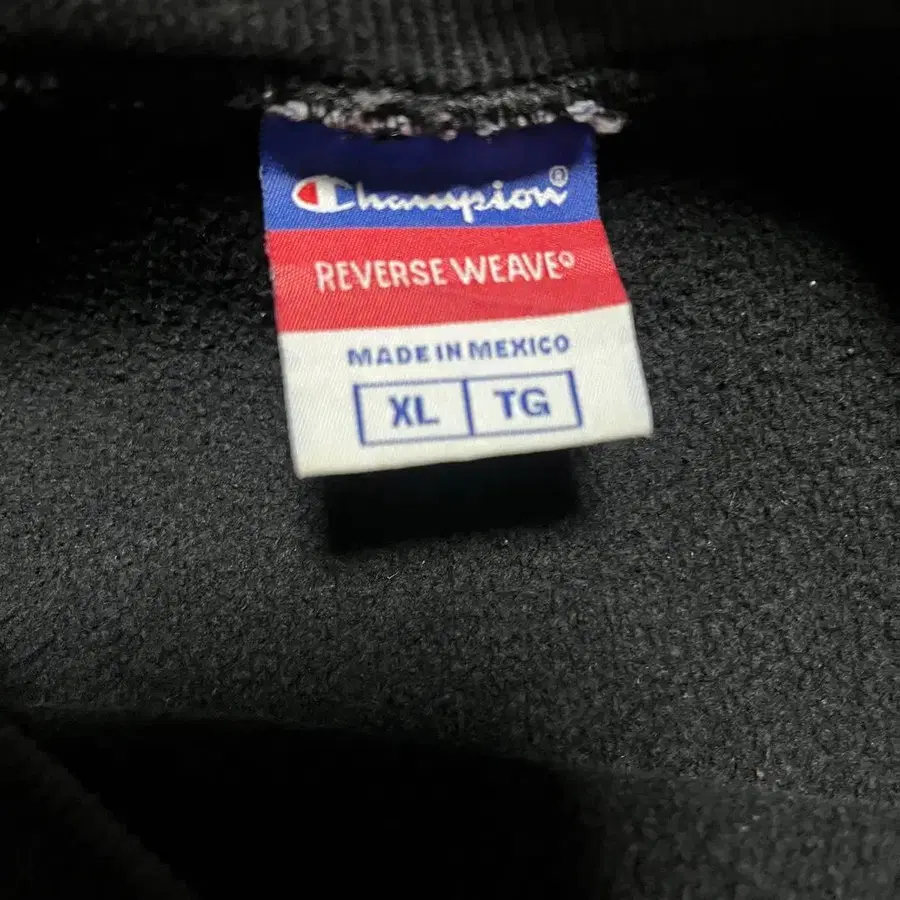 Champion®
REVERSE WEAVE®
MADE IN MEXICO
XL TG